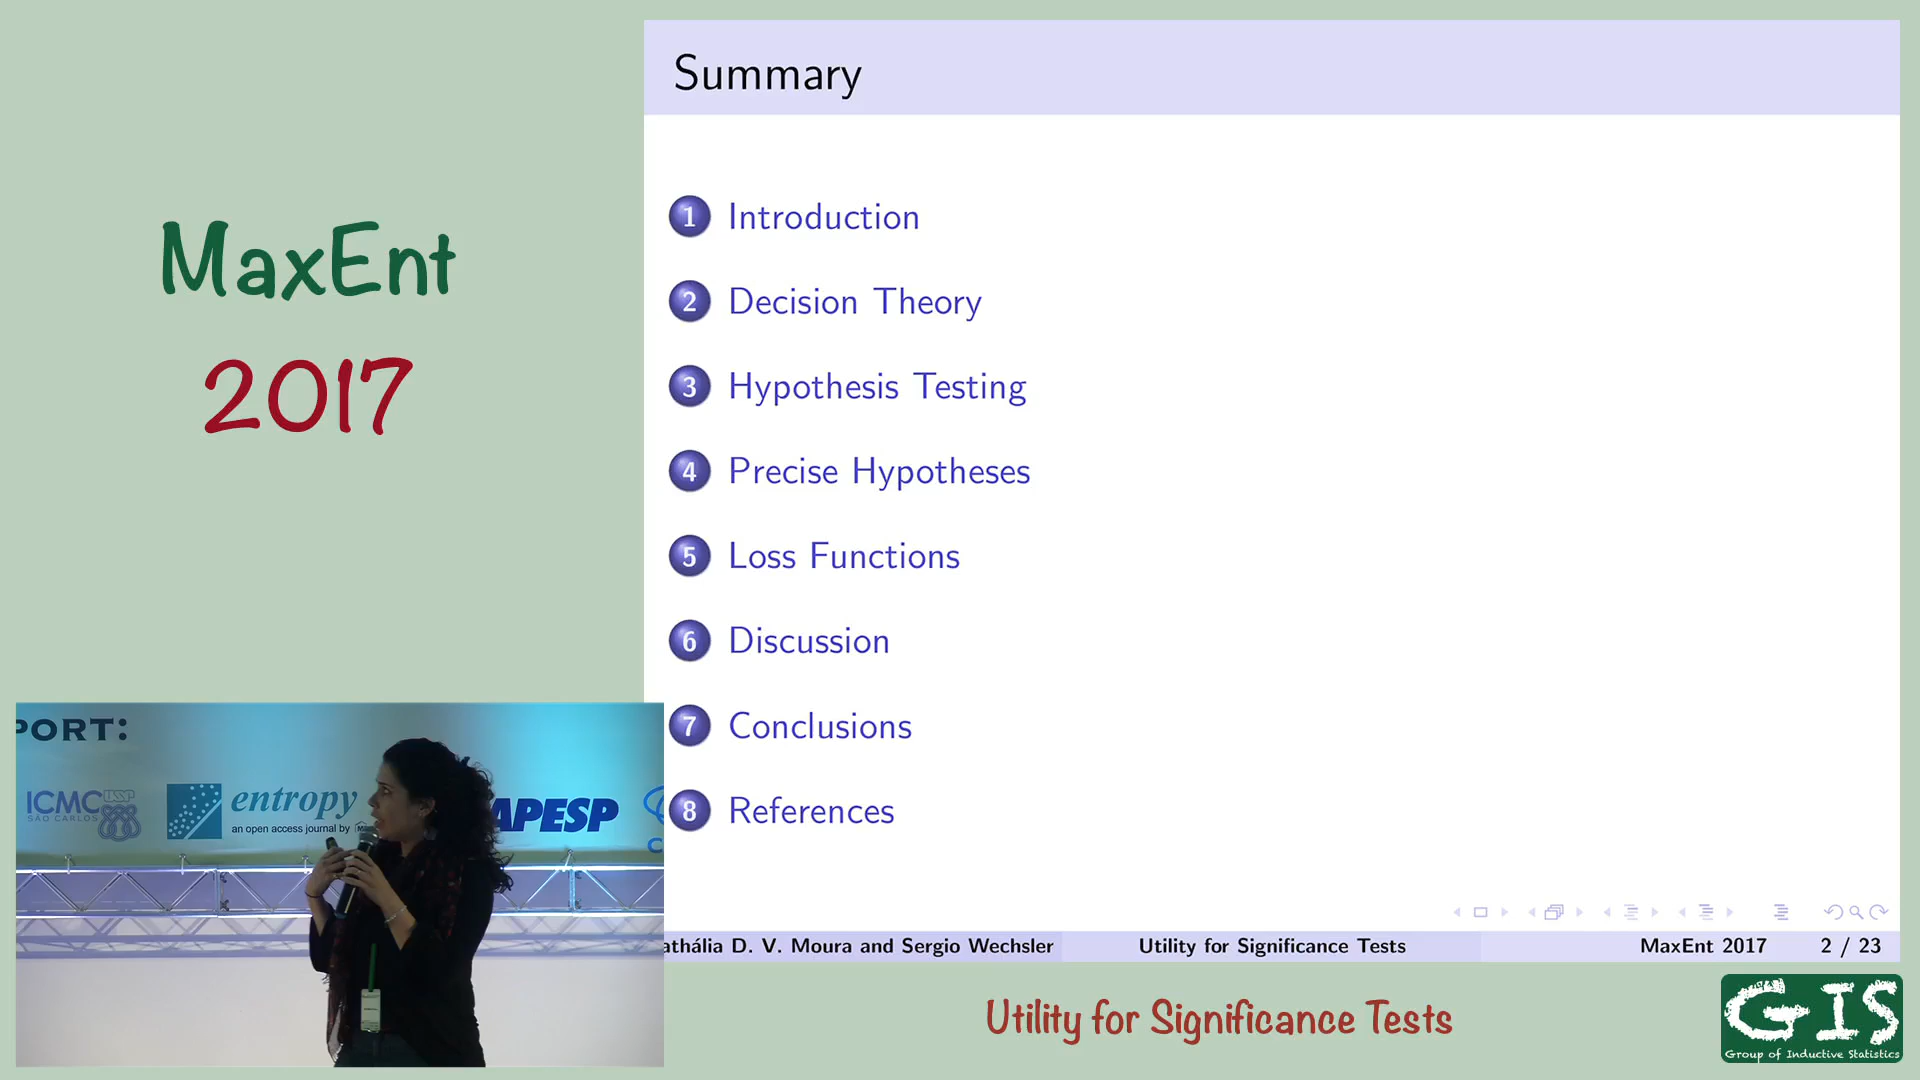 MaxEnt
2017
Summary
1 Introduction
2 Decision Theory
3 Hypothesis Testing
4 Precise Hypotheses
5 Loss Functions
6 Discussion
7 Conclusions
8 References
athália D. V. Moura and Sergio Wechsler Utility for Significance Tests MaxEnt 2017 2 / 23
PORT:
ICMC USP
SÃO CARLOS
entropy
an open access journal by
APESP
Utility for Significance Tests
GIS
Group of Inductive Statistics